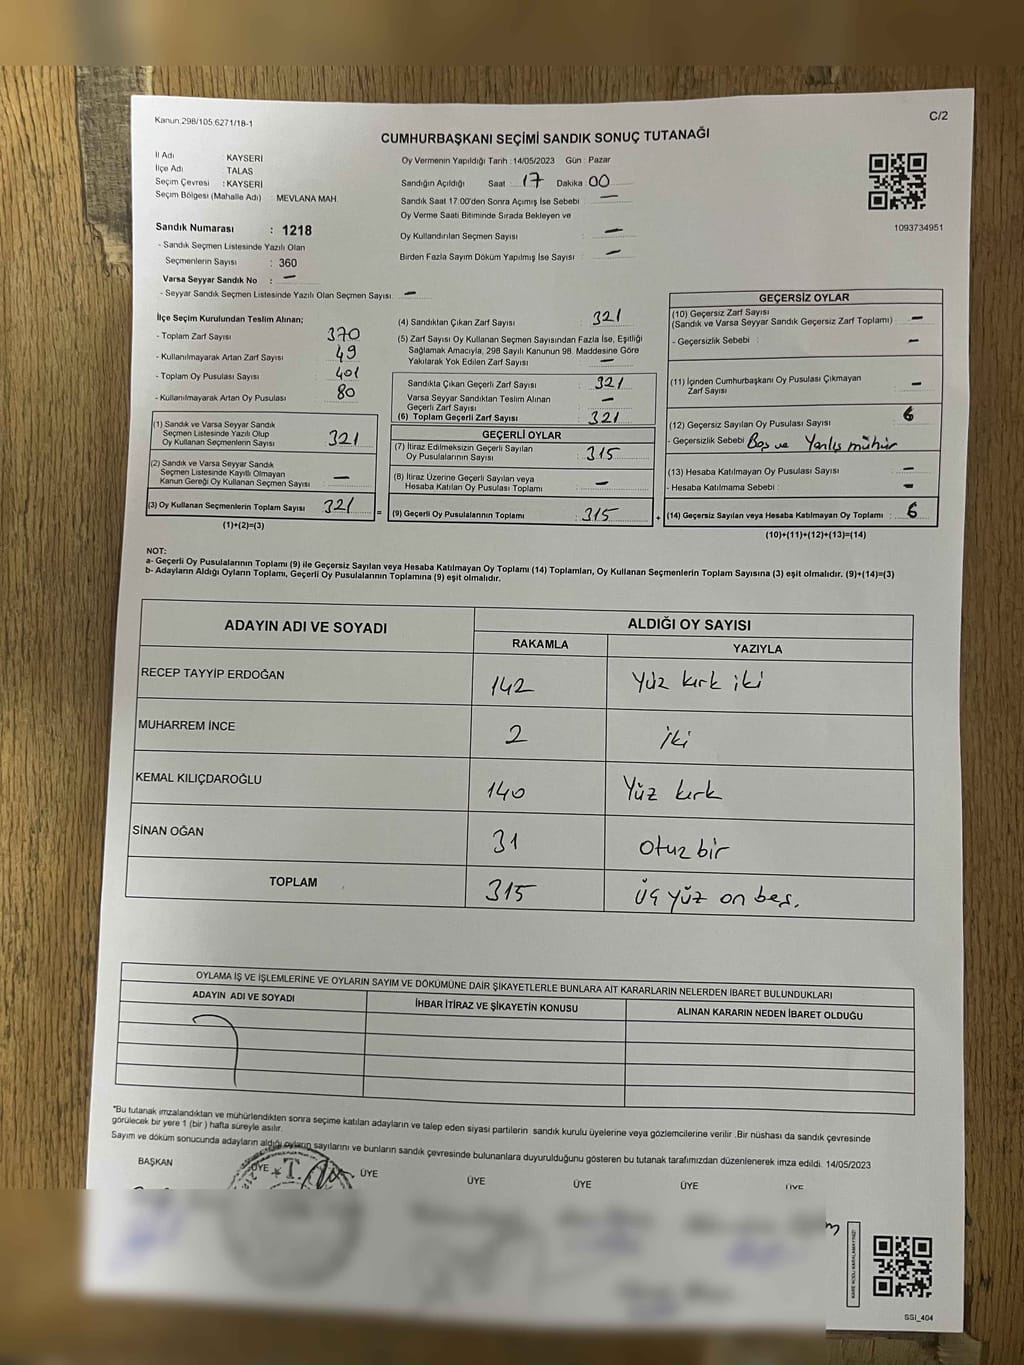 Kanun:298/105,6271/18-1
C/2
CUMHURBAŞKANI SEÇİMİ SANDIK SONUÇ TUTANAĞI
İl Adı KAYSERİ
İlçe Adı TALAS
Seçim Çevresi : KAYSERİ
Seçim Bölgesi (Mahalle Adı) : MEVLANA MAH.
Sandık Numarası : 1218
- Sandık Seçmen Listesinde Yazılı Olan
Seçmenlerin Sayısı : 360
Varsa Seyyar Sandık No : —
- Seyyar Sandık Seçmen Listesinde Yazılı Olan Seçmen Sayısı: —
Oy Vermenin Yapıldığı Tarih :14/05/2023 Gün : Pazar
Sandığın Açıldığı Saat : 17 Dakika : 00
Sandık Saat 17:00'den Sonra Açımış İse Sebebi : —
Oy Verme Saati Bitiminde Sırada Bekleyen ve
Oy Kullandırılan Seçmen Sayısı : —
Birden Fazla Sayım Döküm Yapılmış İse Sayısı : —
1093734951
İlçe Seçim Kurulundan Teslim Alınan;
- Toplam Zarf Sayısı : 370
- Kullanılmayarak Artan Zarf Sayısı : 49
- Toplam Oy Pusulası Sayısı : 401
- Kullanılmayarak Artan Oy Pusulası : 80
(1) Sandık ve Varsa Seyyar Sandık
Seçmen Listesinde Yazılı Olup
Oy Kullanan Seçmenlerin Sayısı : 321
(2) Sandık ve Varsa Seyyar Sandık
Seçmen Listesinde Kayıtlı Olmayan
Kanun Gereği Oy Kullanan Seçmen Sayısı : —
(3) Oy Kullanan Seçmenlerin Toplam Sayısı : 321 =
(1)+(2)=(3)
(4) Sandıktan Çıkan Zarf Sayısı : 321
(5) Zarf Sayısı Oy Kullanan Seçmen Sayısından Fazla İse, Eşitliği
Sağlamak Amacıyla, 298 Sayılı Kanunun 98. Maddesine Göre
Yakılarak Yok Edilen Zarf Sayısı : —
Sandıkta Çıkan Geçerli Zarf Sayısı : 321
Varsa Seyyar Sandıktan Teslim Alınan
Geçerli Zarf Sayısı : —
(6) Toplam Geçerli Zarf Sayısı : 321
GEÇERLİ OYLAR
(7) İtiraz Edilmeksizin Geçerli Sayılan
Oy Pusulalarının Sayısı : 315
(8) İtiraz Üzerine Geçerli Sayılan veya
Hesaba Katılan Oy Pusulası Toplamı : —
(9) Geçerli Oy Pusulalarının Toplamı : 315 +
GEÇERSİZ OYLAR
(10) Geçersiz Zarf Sayısı
(Sandık ve Varsa Seyyar Sandık Geçersiz Zarf Toplamı) : —
- Geçersizlik Sebebi : —
(11) İçinden Cumhurbaşkanı Oy Pusulası Çıkmayan
Zarf Sayısı : —
(12) Geçersiz Sayılan Oy Pusulası Sayısı : 6
- Geçersizlik Sebebi : Boş ve Yanlış mühür
(13) Hesaba Katılmayan Oy Pusulası Sayısı : —
- Hesaba Katılmama Sebebi : —
(14) Geçersiz Sayılan veya Hesaba Katılmayan Oy Toplamı : 6
(10)+(11)+(12)+(13)=(14)
NOT:
a- Geçerli Oy Pusulalarının Toplamı (9) ile Geçersiz Sayılan veya Hesaba Katılmayan Oy Toplamı (14) Toplamları, Oy Kullanan Seçmenlerin Toplam Sayısına (3) eşit olmalıdır. (9)+(14)=(3)
b- Adayların Aldığı Oyların Toplamı, Geçerli Oy Pusulalarının Toplamına (9) eşit olmalıdır.
ADAYIN ADI VE SOYADI ALDIĞI OY SAYISI
RAKAMLA YAZIYLA
RECEP TAYYİP ERDOĞAN 142 Yüz kırk iki
MUHARREM İNCE 2 iki
KEMAL KILIÇDAROĞLU 140 Yüz kırk
SİNAN OĞAN 31 otuz bir
TOPLAM 315 üç yüz on beş.
OYLAMA İŞ VE İŞLEMLERİNE VE OYLARIN SAYIM VE DÖKÜMÜNE DAİR ŞİKAYETLERLE BUNLARA AİT KARARLARIN NELERDEN İBARET BULUNDUKLARI
ADAYIN ADI VE SOYADI İHBAR İTİRAZ VE ŞİKAYETİN KONUSU ALINAN KARARIN NEDEN İBARET OLDUĞU
*Bu tutanak imzalandıktan ve mühürlendikten sonra seçime katılan adayların ve talep eden siyasi partilerin sandık kurulu üyelerine veya gözlemcilerine verilir .Bir nüshası da sandık çevresinde
görülecek bir yere 1 (bir ) hafta süreyle asılır.
Sayım ve döküm sonucunda adayların aldığı oyların sayılarını ve bunların sandık çevresinde bulunanlara duyurulduğunu gösteren bu tutanak tarafımızdan düzenlenerek imza edildi. 14/05/2023
BAŞKAN ÜYE ÜYE ÜYE ÜYE ÜYE ÜYE
SSI_404